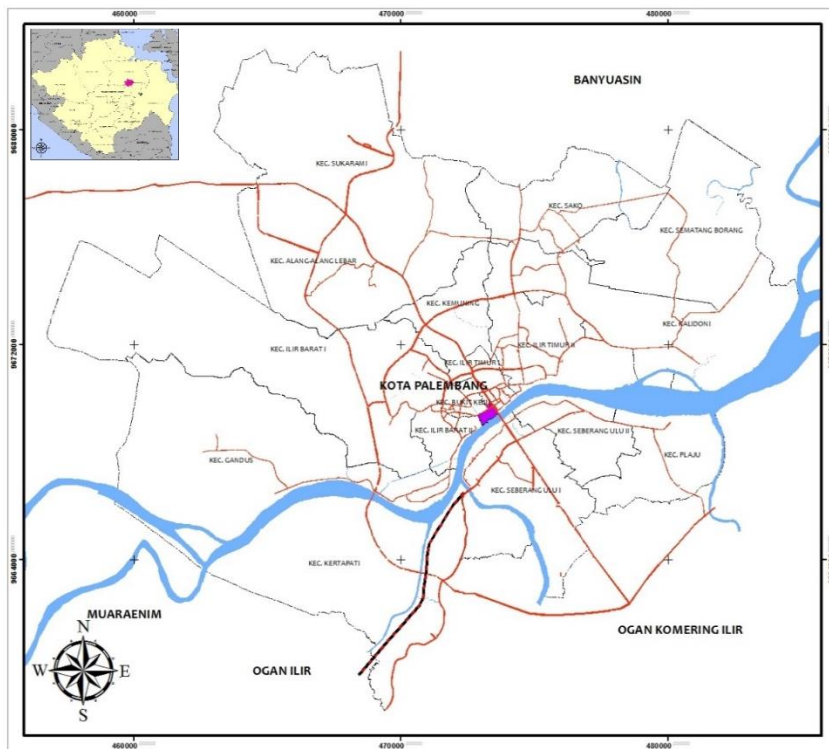 460000
470000
480000
BANYUASIN
9680000
KEC. SUKARAMI
KEC. SAKO
KEC. SEMATANG BORANG
KEC. ALANG-ALANG LEBAR
KEC. KEMUNING
KEC. KALIDONI
9672000
KEC. ILIR BARAT I
KEC. ILIR TIMUR I
KEC. ILIR TIMUR II
KOTA PALEMBANG
KEC. ILIR BARAT II
KEC. SEBERANG ULU II
KEC. GANDUS
KEC. PLAJU
KEC. SEBERANG ULU I
9664000
KEC. KERTAPATI
MUARAENIM
OGAN KOMERING ILIR
OGAN ILIR
N
W
E
S
460000
470000
480000